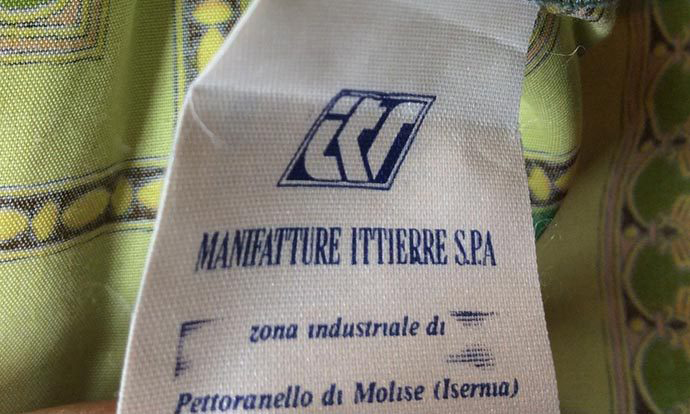 itr
MANIFATTURE ITTIERRE S.P.A
zona industriale di
Pettoranello di Molise (Isernia)